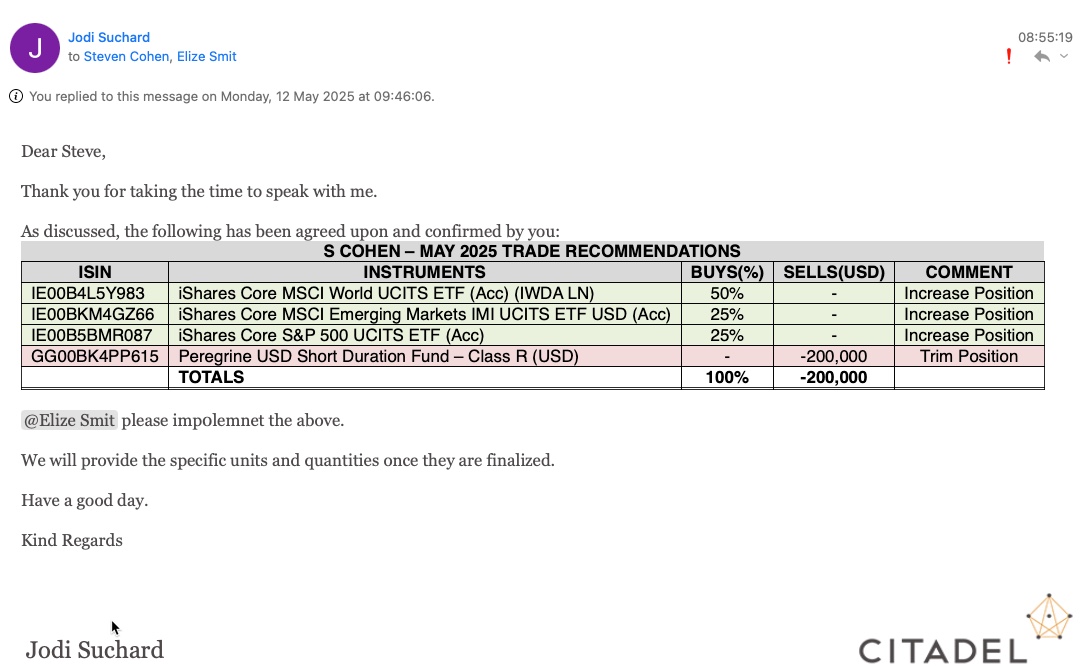 J
Jodi Suchard
08:55:19
to Steven Cohen, Elize Smit
You replied to this message on Monday, 12 May 2025 at 09:46:06.
Dear Steve,
Thank you for taking the time to speak with me.
As discussed, the following has been agreed upon and confirmed by you:
S COHEN – MAY 2025 TRADE RECOMMENDATIONS
ISIN INSTRUMENTS BUYS(%) SELLS(USD) COMMENT
IE00B4L5Y983 iShares Core MSCI World UCITS ETF (Acc) (IWDA LN) 50% - Increase Position
IE00BKM4GZ66 iShares Core MSCI Emerging Markets IMI UCITS ETF USD (Acc) 25% - Increase Position
IE00B5BMR087 iShares Core S&P 500 UCITS ETF (Acc) 25% - Increase Position
GG00BK4PP615 Peregrine USD Short Duration Fund – Class R (USD) - -200,000 Trim Position
TOTALS 100% -200,000
@Elize Smit please imp0lemnet the above.
We will provide the specific units and quantities once they are finalized.
Have a good day.
Kind Regards
Jodi Suchard
CITADEL